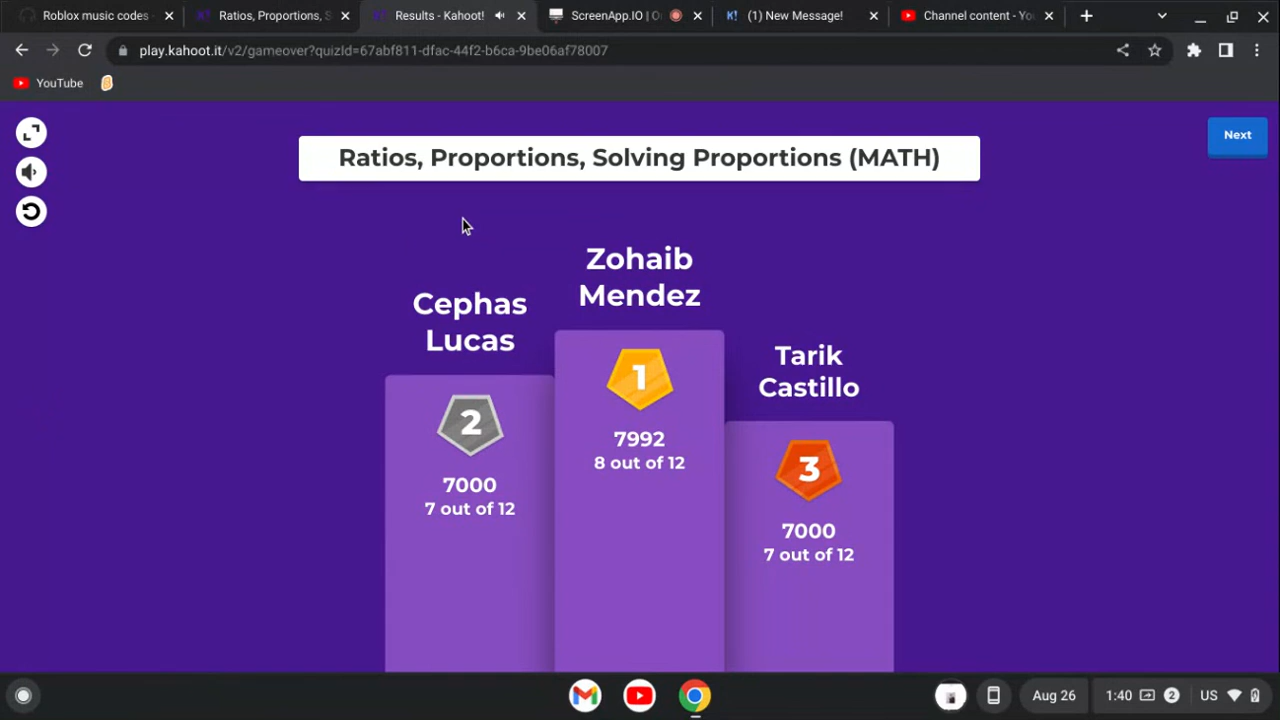 Roblox music codes
Ratios, Proportions, S
Results - Kahoot!
ScreenApp.IO | O
K! (1) New Message!
Channel content - Yo
play.kahoot.it/v2/gameover?quizId=67abf811-dfac-44f2-b6ca-9be06af78007
YouTube
Ratios, Proportions, Solving Proportions (MATH)
Next
Zohaib
Mendez
Cephas
Lucas
Tarik
Castillo
1
7992
8 out of 12
2
7000
7 out of 12
3
7000
7 out of 12
Aug 26
1:40
2
US